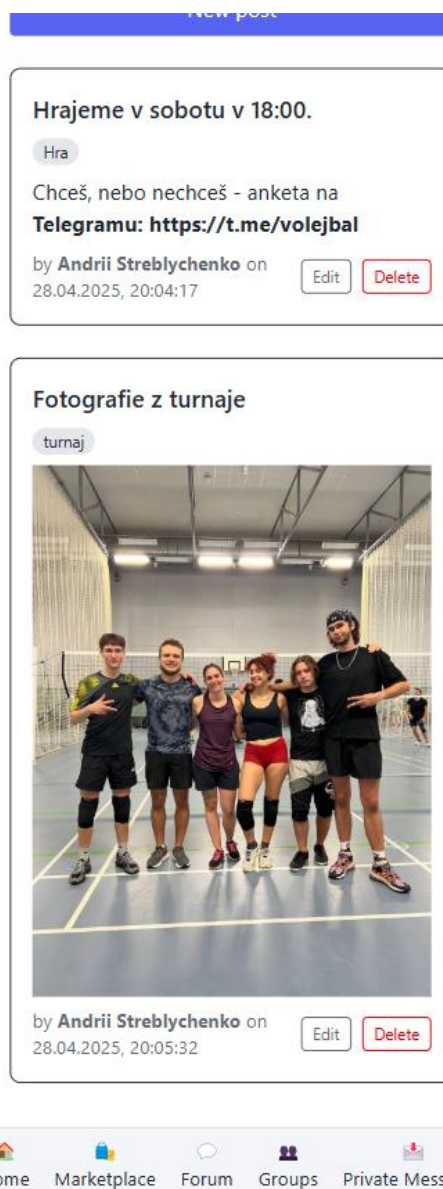 New post
Hrajeme v sobotu v 18:00.
Hra
Chceš, nebo nechceš - anketa na
Telegramu: https://t.me/volejbal
by Andrii Streblychenko on
28.04.2025, 20:04:17
Edit
Delete
Fotografie z turnaje
turnaj
by Andrii Streblychenko on
28.04.2025, 20:05:32
Edit
Delete
ome Marketplace Forum Groups Private Mess